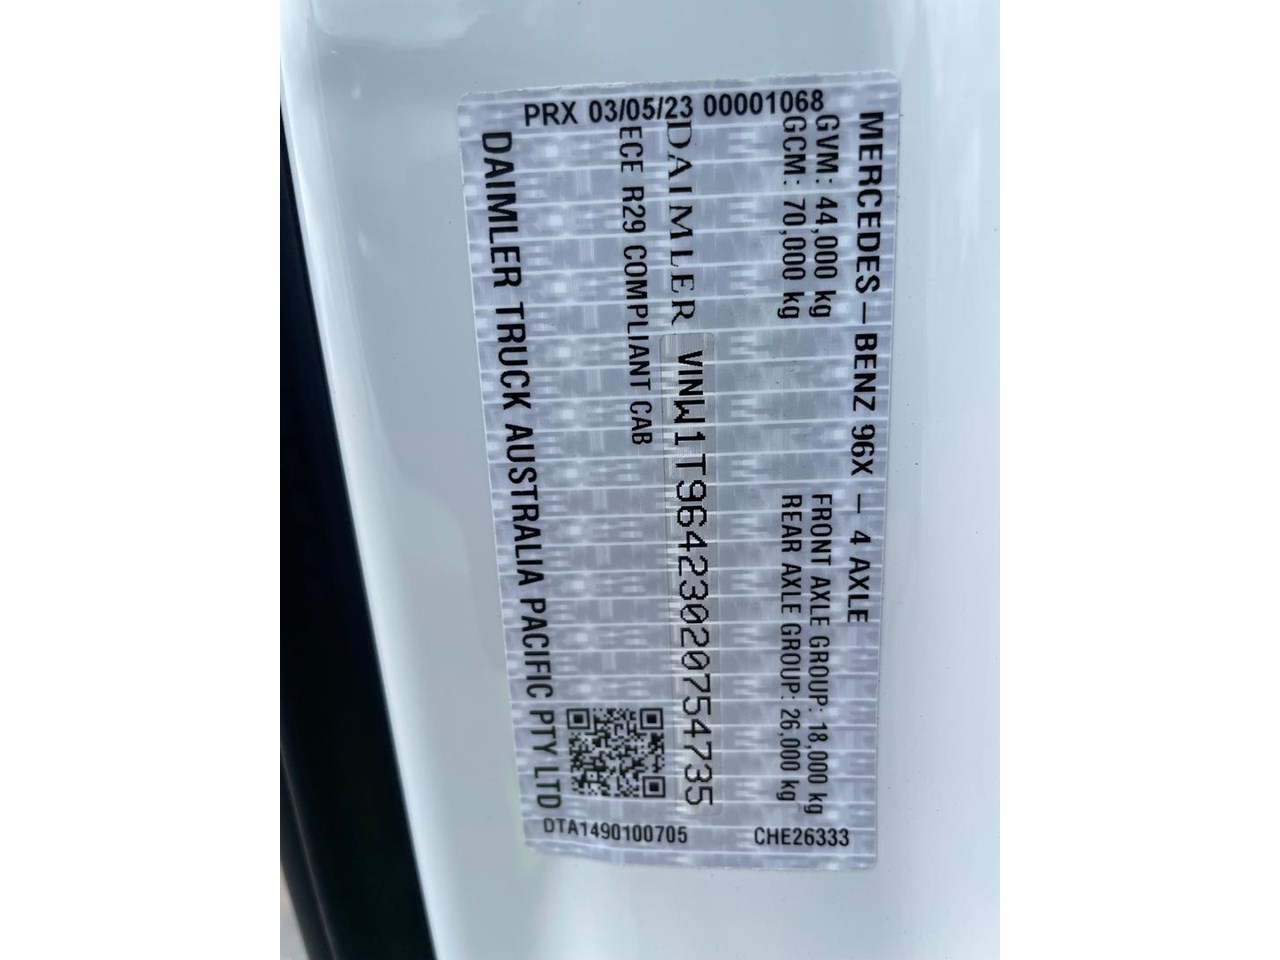 PRX 03/05/23 00001068
MERCEDES-BENZ 96X - 4 AXLE
GVM: 44,000 kg FRONT AXLE GROUP: 18,000 kg
GCM: 70,000 kg REAR AXLE GROUP: 26,000 kg
DAIMLER VINW1T96423020754735
ECE R29 COMPLIANT CAB
DAIMLER TRUCK AUSTRALIA PACIFIC PTY LTD
DTA1490100705 CHE26333